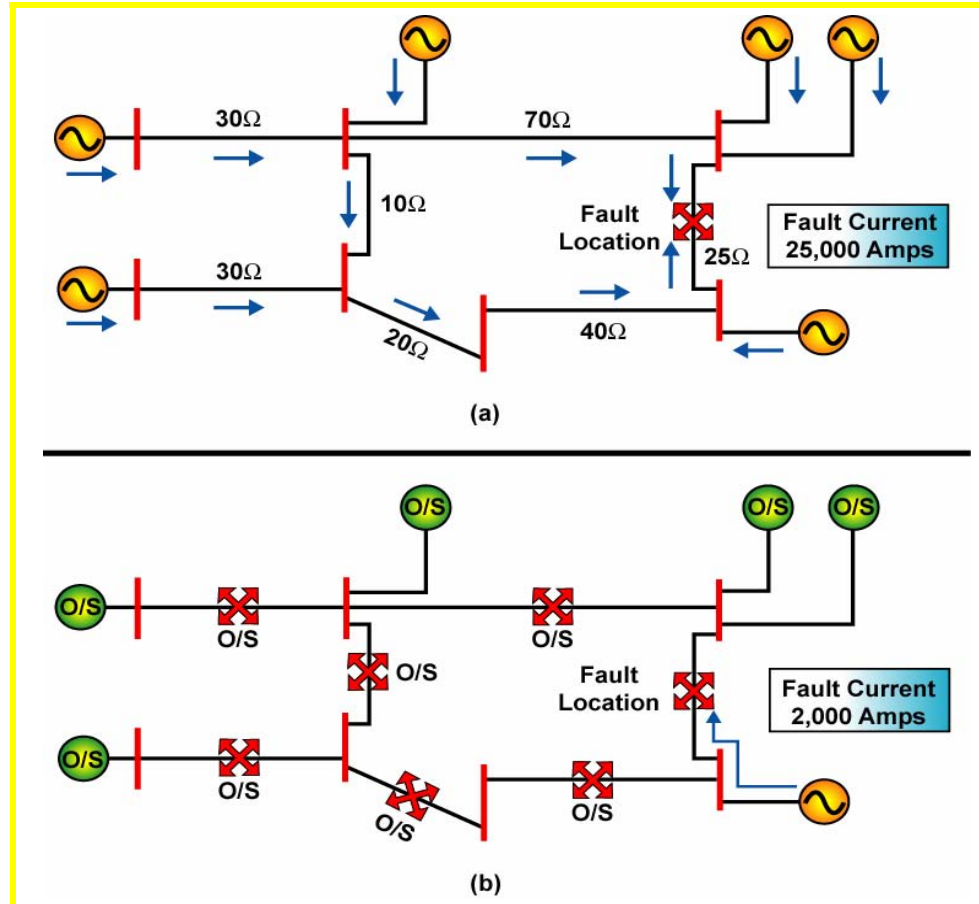 30Ω
70Ω
10Ω
Fault
Location
Fault Current
25,000 Amps
25Ω
30Ω
20Ω
40Ω
(a)
O/S
O/S
O/S
O/S
O/S
O/S
O/S
Fault
Location
Fault Current
2,000 Amps
O/S
O/S
O/S
O/S
(b)